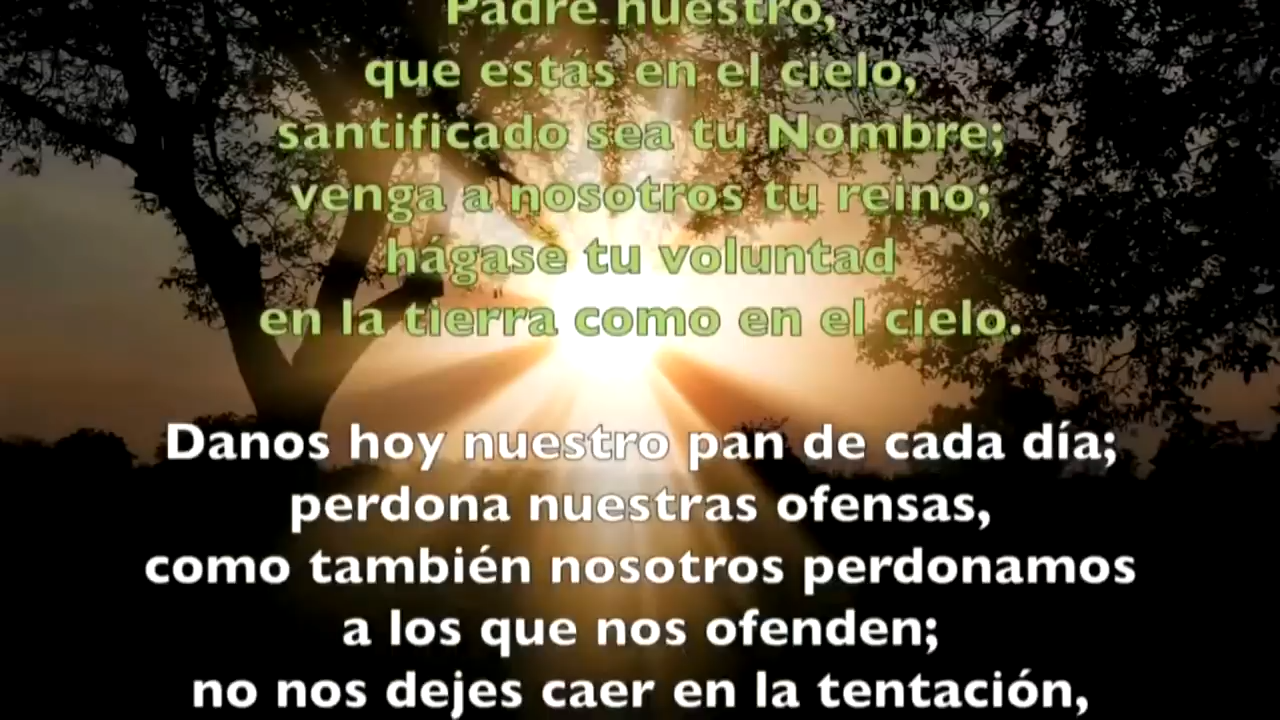 Padre nuestro,
que estás en el cielo,
santificado sea tu Nombre;
venga a nosotros tu reino;
hágase tu voluntad
en la tierra como en el cielo.
Danos hoy nuestro pan de cada día;
perdona nuestras ofensas,
como también nosotros perdonamos
a los que nos ofenden;
no nos dejes caer en la tentación,